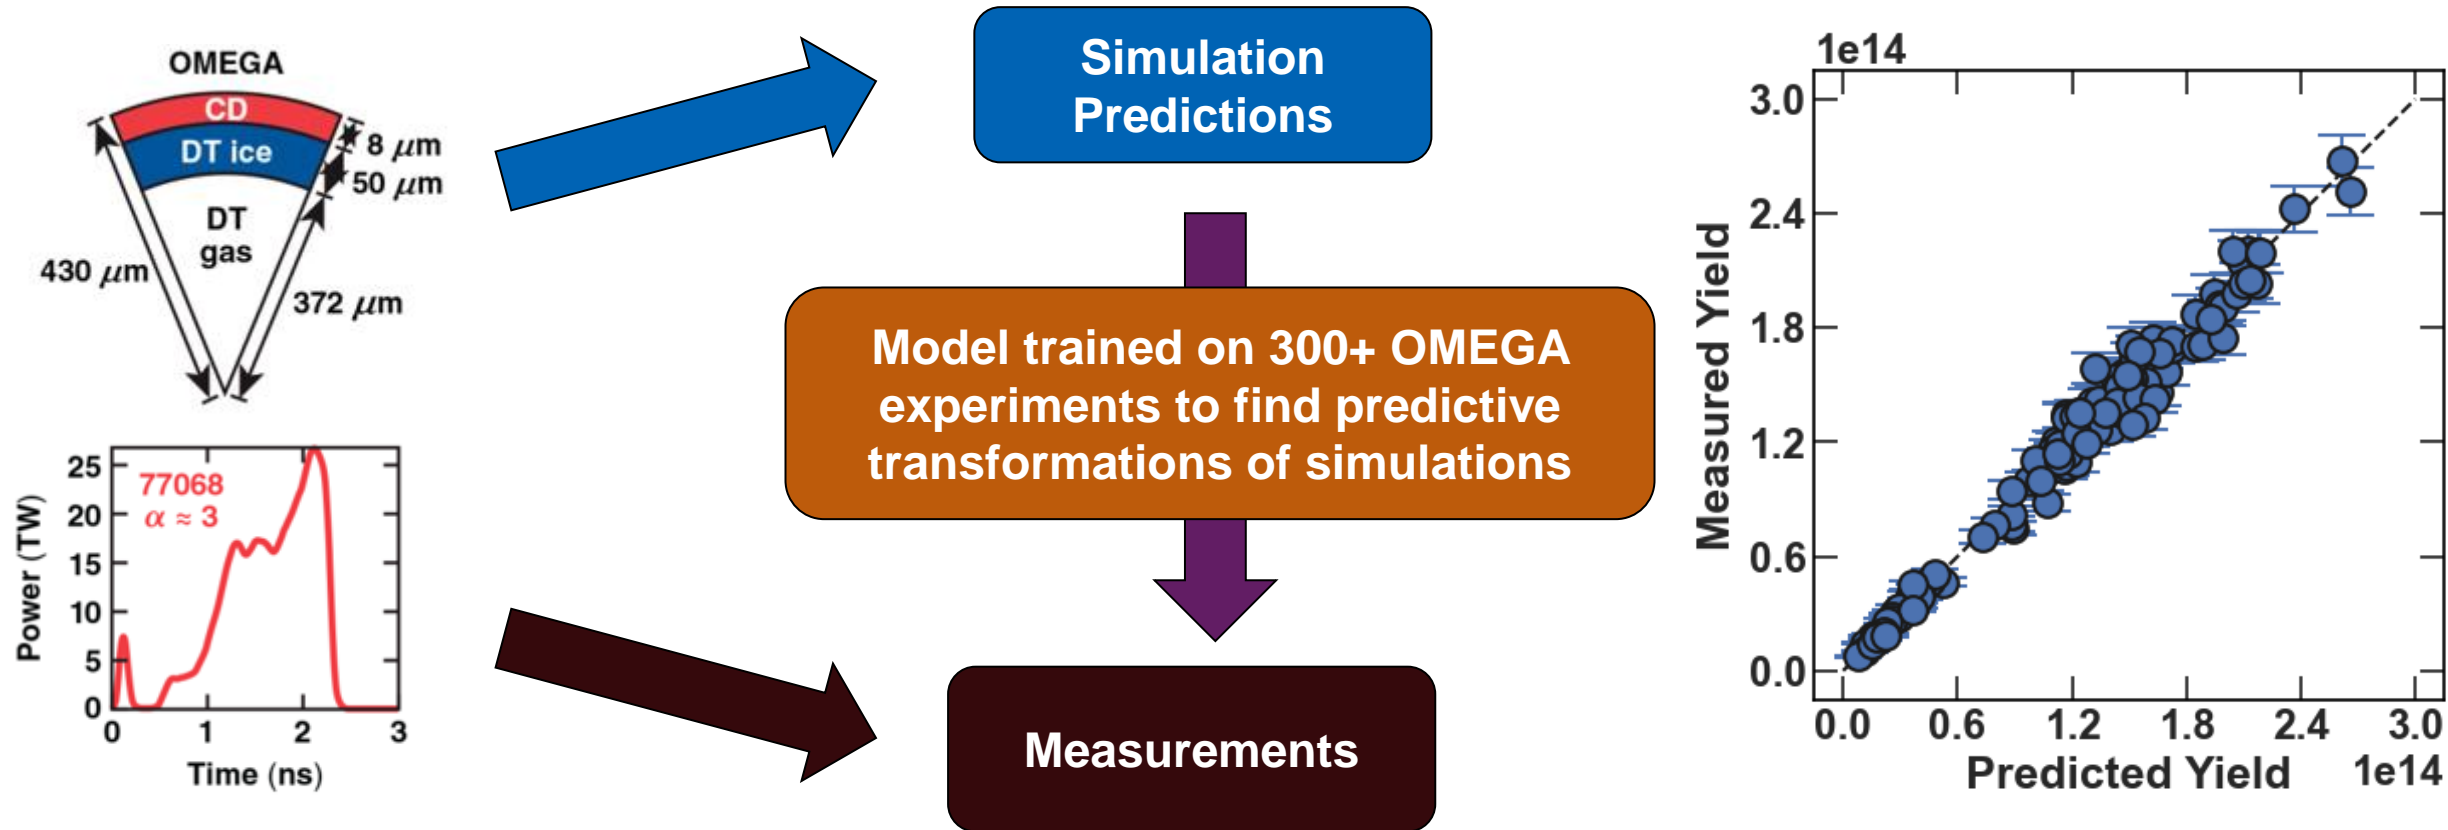 OMEGA
CD
DT ice
DT
gas
8 μm
50 μm
430 μm
372 μm
Power (TW)
25
20
15
10
5
0
77068
α ≈ 3
0 1 2 3
Time (ns)
Simulation
Predictions
Model trained on 300+ OMEGA
experiments to find predictive
transformations of simulations
Measurements
1e14
Measured Yield
3.0
2.4
1.8
1.2
0.6
0.0
0.0 0.6 1.2 1.8 2.4 3.0
Predicted Yield 1e14